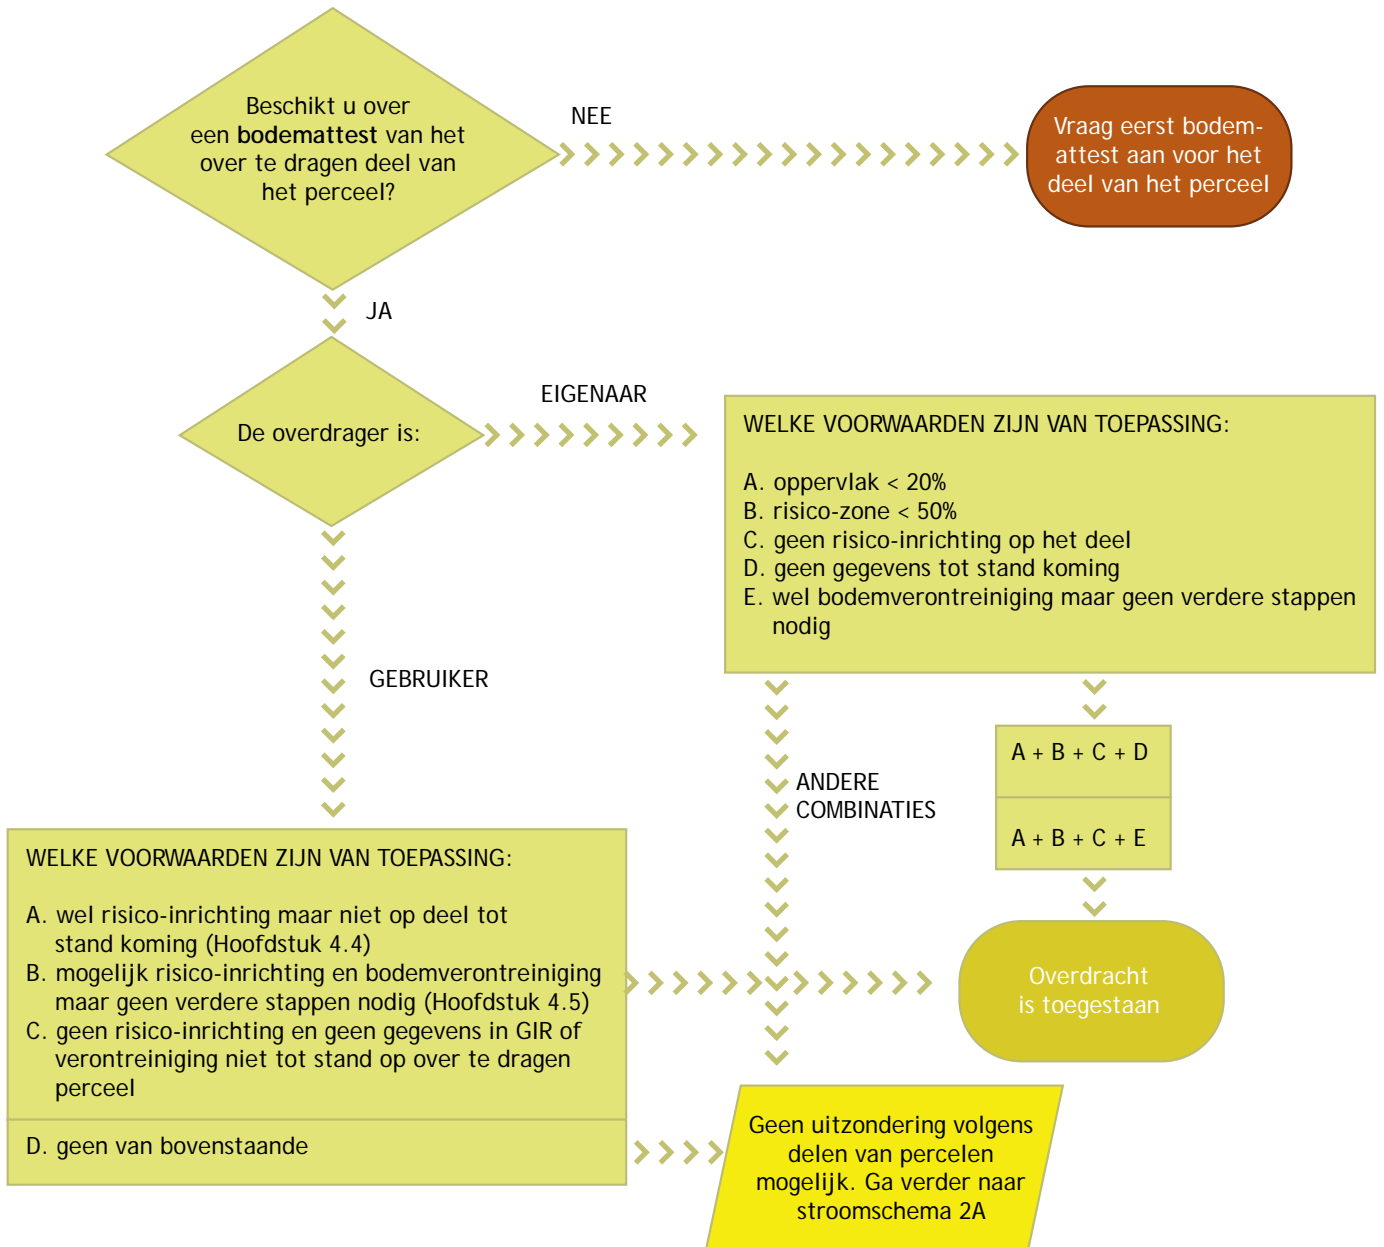 Beschikt u over
een bodemattest van het
over te dragen deel van
het perceel?
NEE
Vraag eerst bodem-
attest aan voor het
deel van het perceel
JA
De overdrager is:
EIGENAAR
WELKE VOORWAARDEN ZIJN VAN TOEPASSING:
A. oppervlak < 20%
B. risico-zone < 50%
C. geen risico-inrichting op het deel
D. geen gegevens tot stand koming
E. wel bodemverontreiniging maar geen verdere stappen
nodig
GEBRUIKER
ANDERE
COMBINATIES
A + B + C + D
A + B + C + E
WELKE VOORWAARDEN ZIJN VAN TOEPASSING:
A. wel risico-inrichting maar niet op deel tot
stand koming (Hoofdstuk 4.4)
B. mogelijk risico-inrichting en bodemverontreiniging
maar geen verdere stappen nodig (Hoofdstuk 4.5)
C. geen risico-inrichting en geen gegevens in GIR of
verontreiniging niet tot stand op over te dragen
perceel
D. geen van bovenstaande
Overdracht
is toegestaan
Geen uitzondering volgens
delen van percelen
mogelijk. Ga verder naar
stroomschema 2A